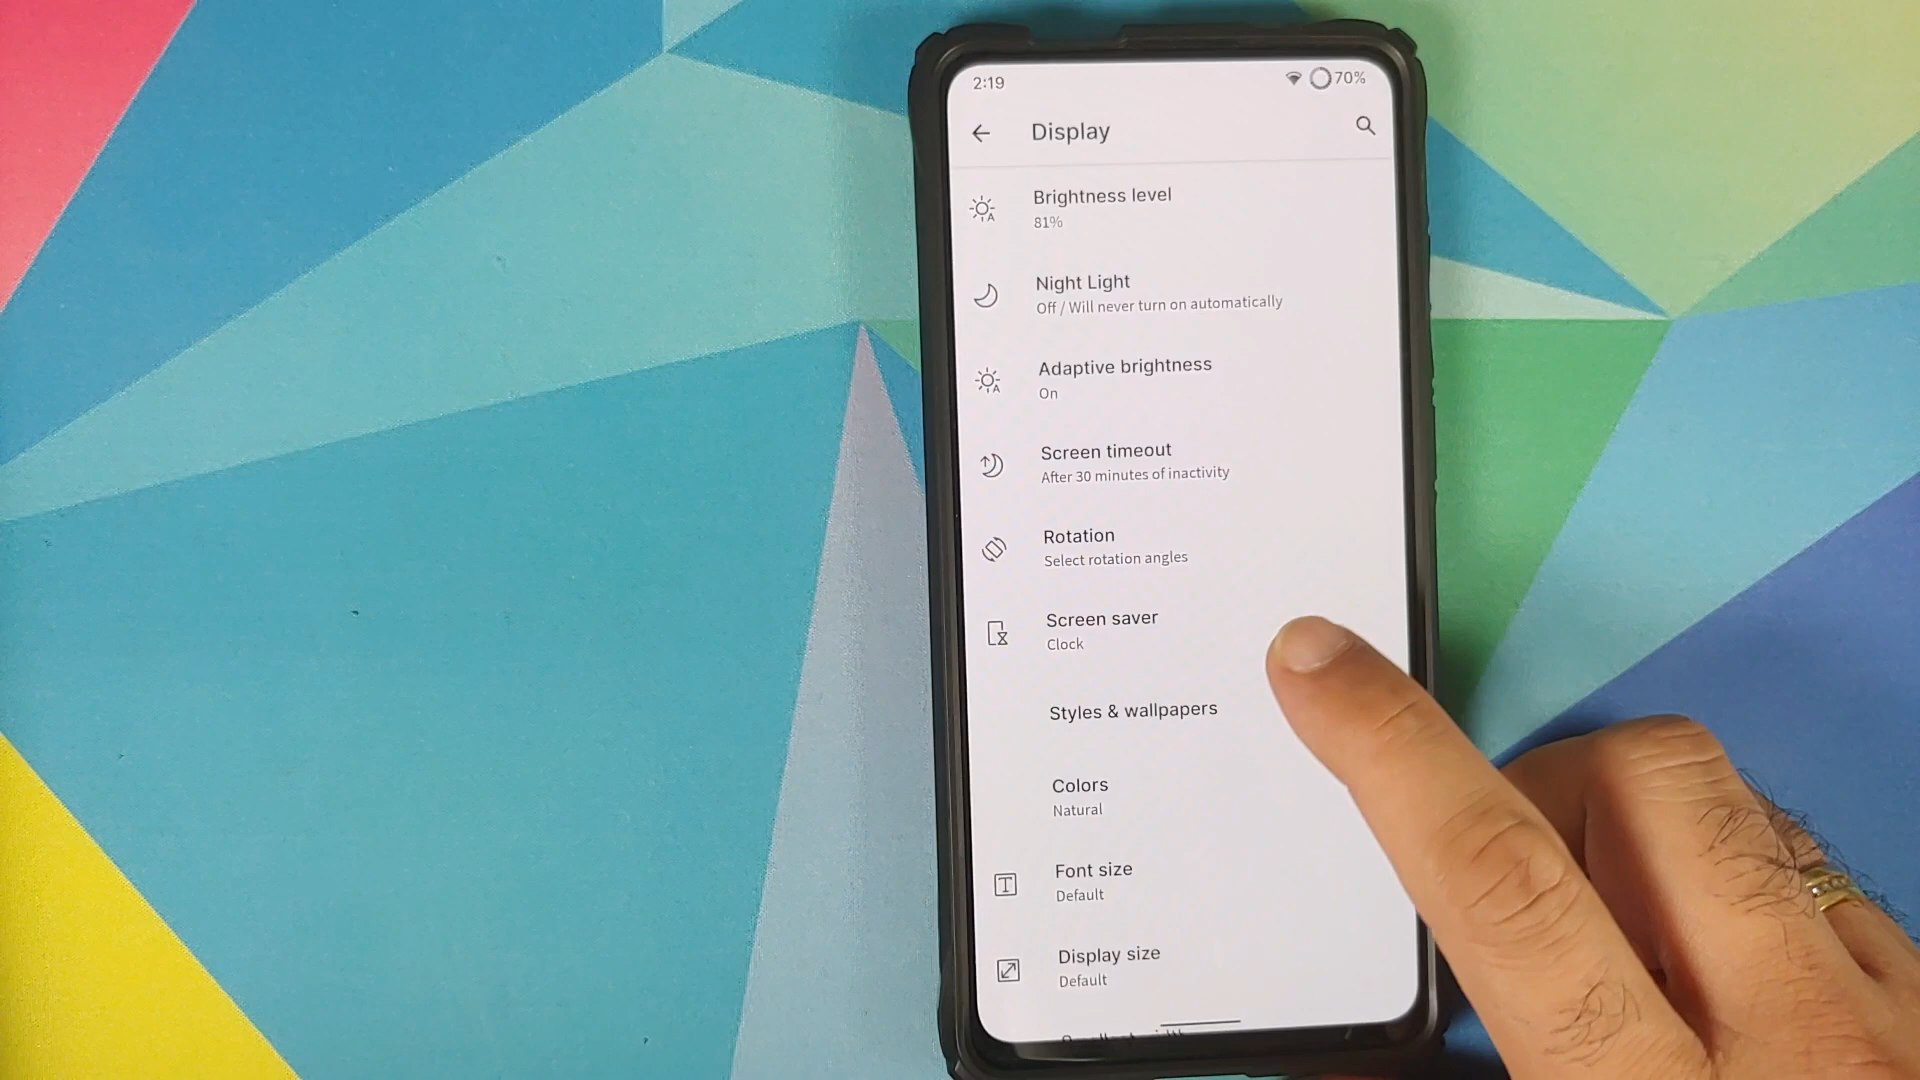 2:19
70%
Display
Brightness level
81%
Night Light
Off / Will never turn on automatically
Adaptive brightness
On
Screen timeout
After 30 minutes of inactivity
Rotation
Select rotation angles
Screen saver
Clock
Styles & wallpapers
Colors
Natural
Font size
Default
Display size
Default